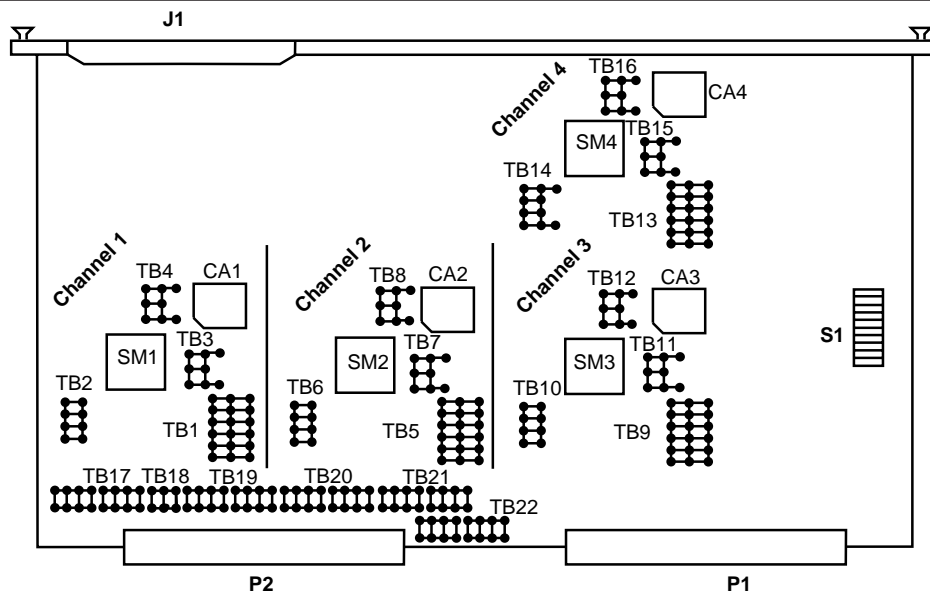 J1
Channel 4
TB16
CA4
SM4
TB15
TB14
TB13
Channel 1
TB4
CA1
SM1
TB3
TB2
TB1
Channel 2
TB8
CA2
SM2
TB7
TB6
TB5
Channel 3
TB12
CA3
SM3
TB11
TB10
TB9
S1
TB17
TB18
TB19
TB20
TB21
TB22
P2
P1